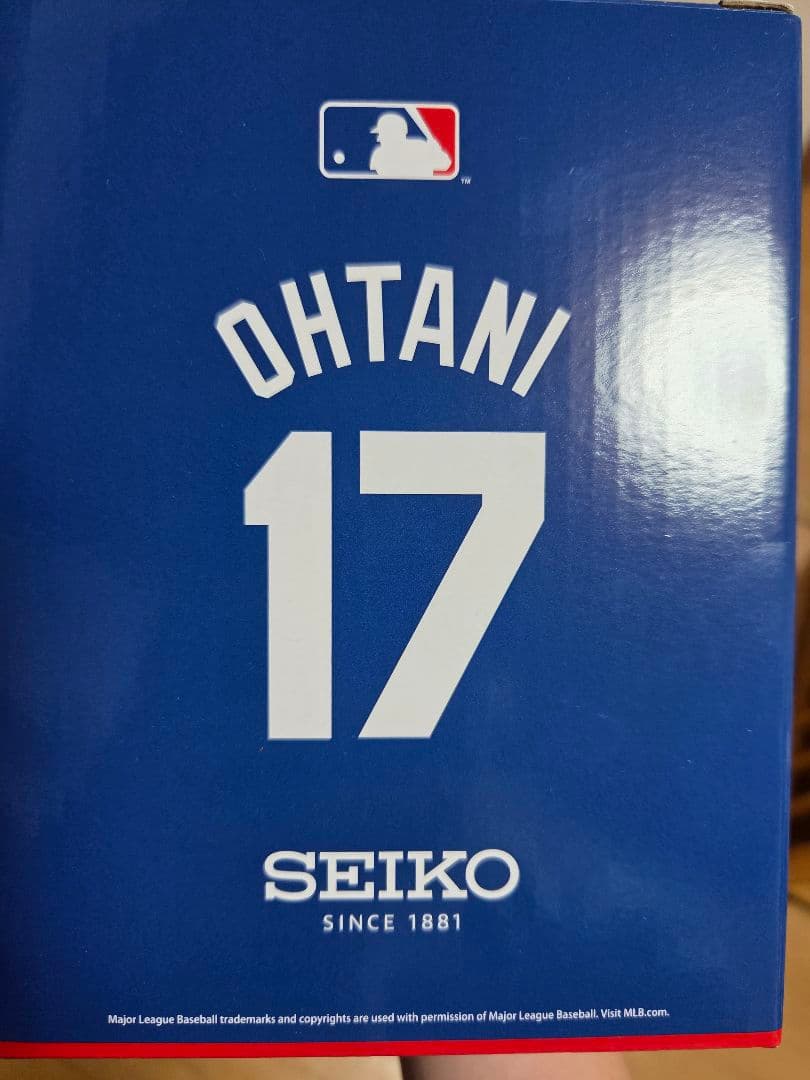 TM
OHTANI
17
SEIKO
SINCE 1881
Major League Baseball trademarks and copyrights are used with permission of Major League Baseball. Visit MLB.com.